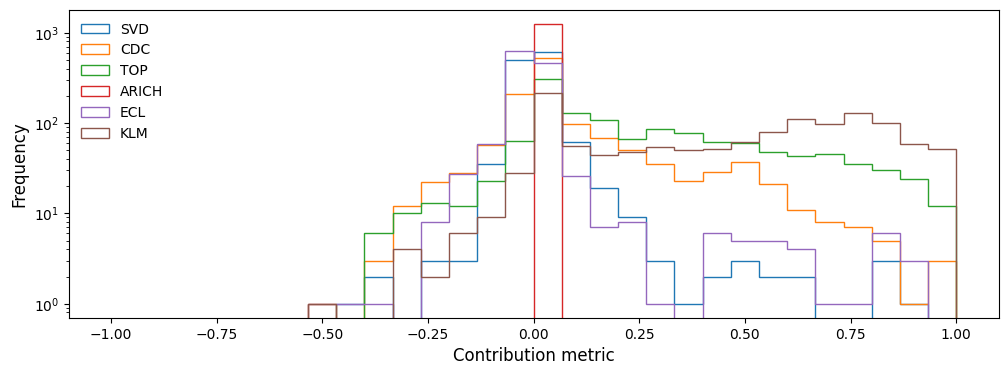 SVD
CDC
TOP
ARICH
ECL
KLM
Frequency
10³
10²
10¹
10⁰
−1.00 −0.75 −0.50 −0.25 0.00 0.25 0.50 0.75 1.00
Contribution metric